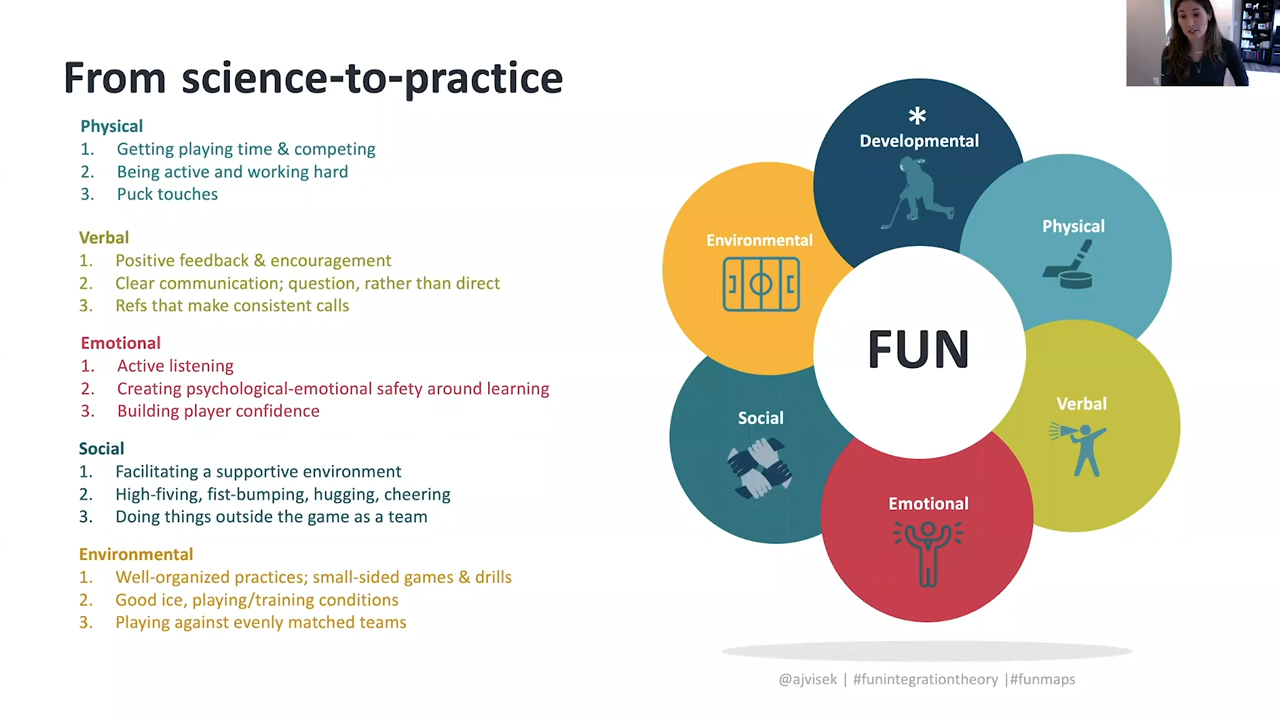 From science-to-practice
Physical
1. Getting playing time & competing
2. Being active and working hard
3. Puck touches
Verbal
1. Positive feedback & encouragement
2. Clear communication; question, rather than direct
3. Refs that make consistent calls
Emotional
1. Active listening
2. Creating psychological-emotional safety around learning
3. Building player confidence
Social
1. Facilitating a supportive environment
2. High-fiving, fist-bumping, hugging, cheering
3. Doing things outside the game as a team
Environmental
1. Well-organized practices; small-sided games & drills
2. Good ice, playing/training conditions
3. Playing against evenly matched teams
*
Developmental
Physical
Verbal
Emotional
Social
Environmental
FUN
@ajvisek | #funintegrationtheory |#funmaps